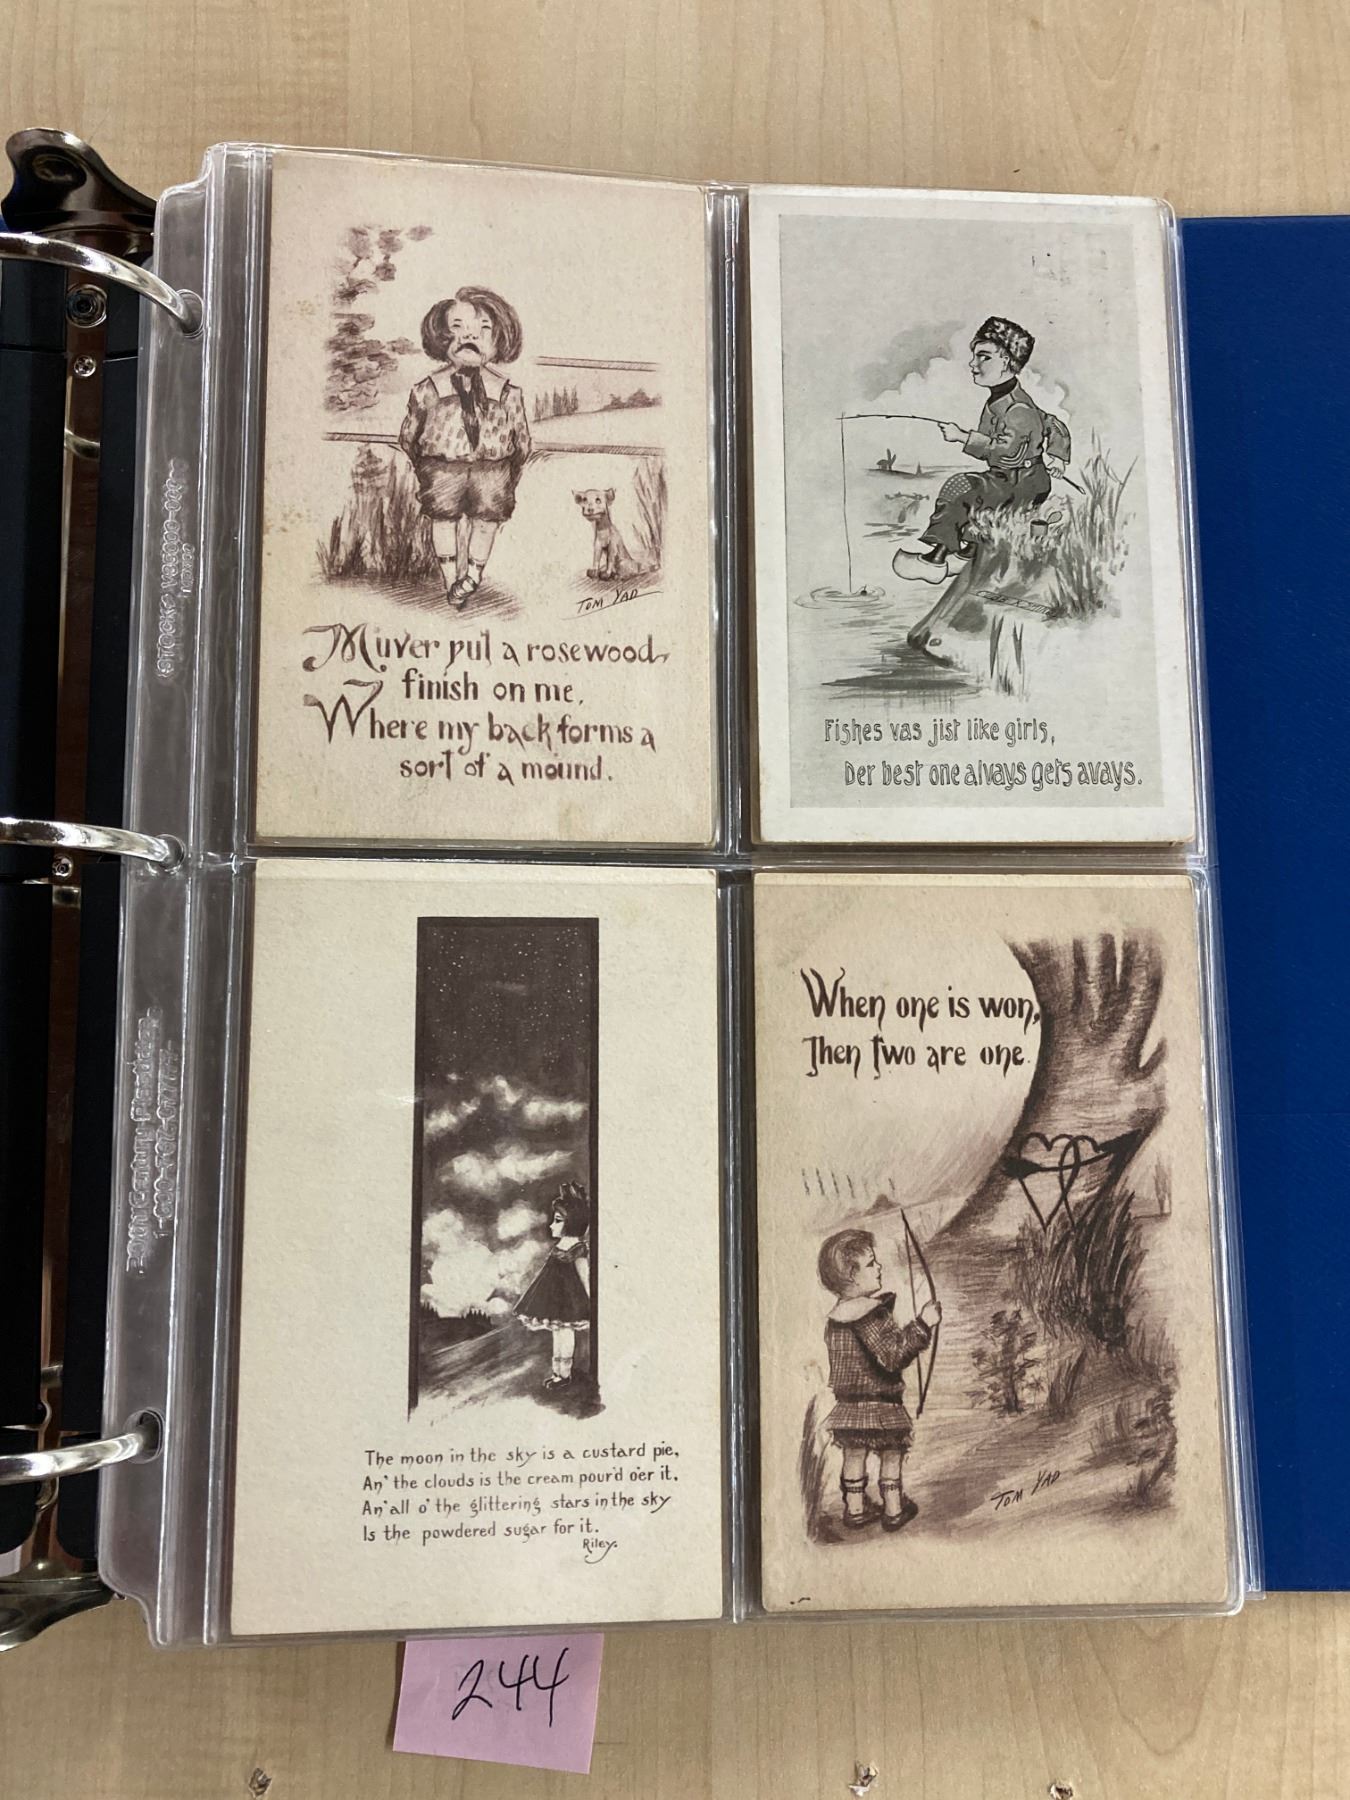 Muver put a rosewood
finish on me,
Where my back forms a
sort of a mound.
TOM YAD
Fishes vas jist like girls,
Der best one alvays gets avays.
The moon in the sky is a custard pie,
An' the clouds is the cream pour'd o'er it,
An' all o' the glittering stars in the sky
Is the powdered sugar for it.
Riley.
When one is won,
Then two are one.
TOM YAD
20th Century Plastics
244